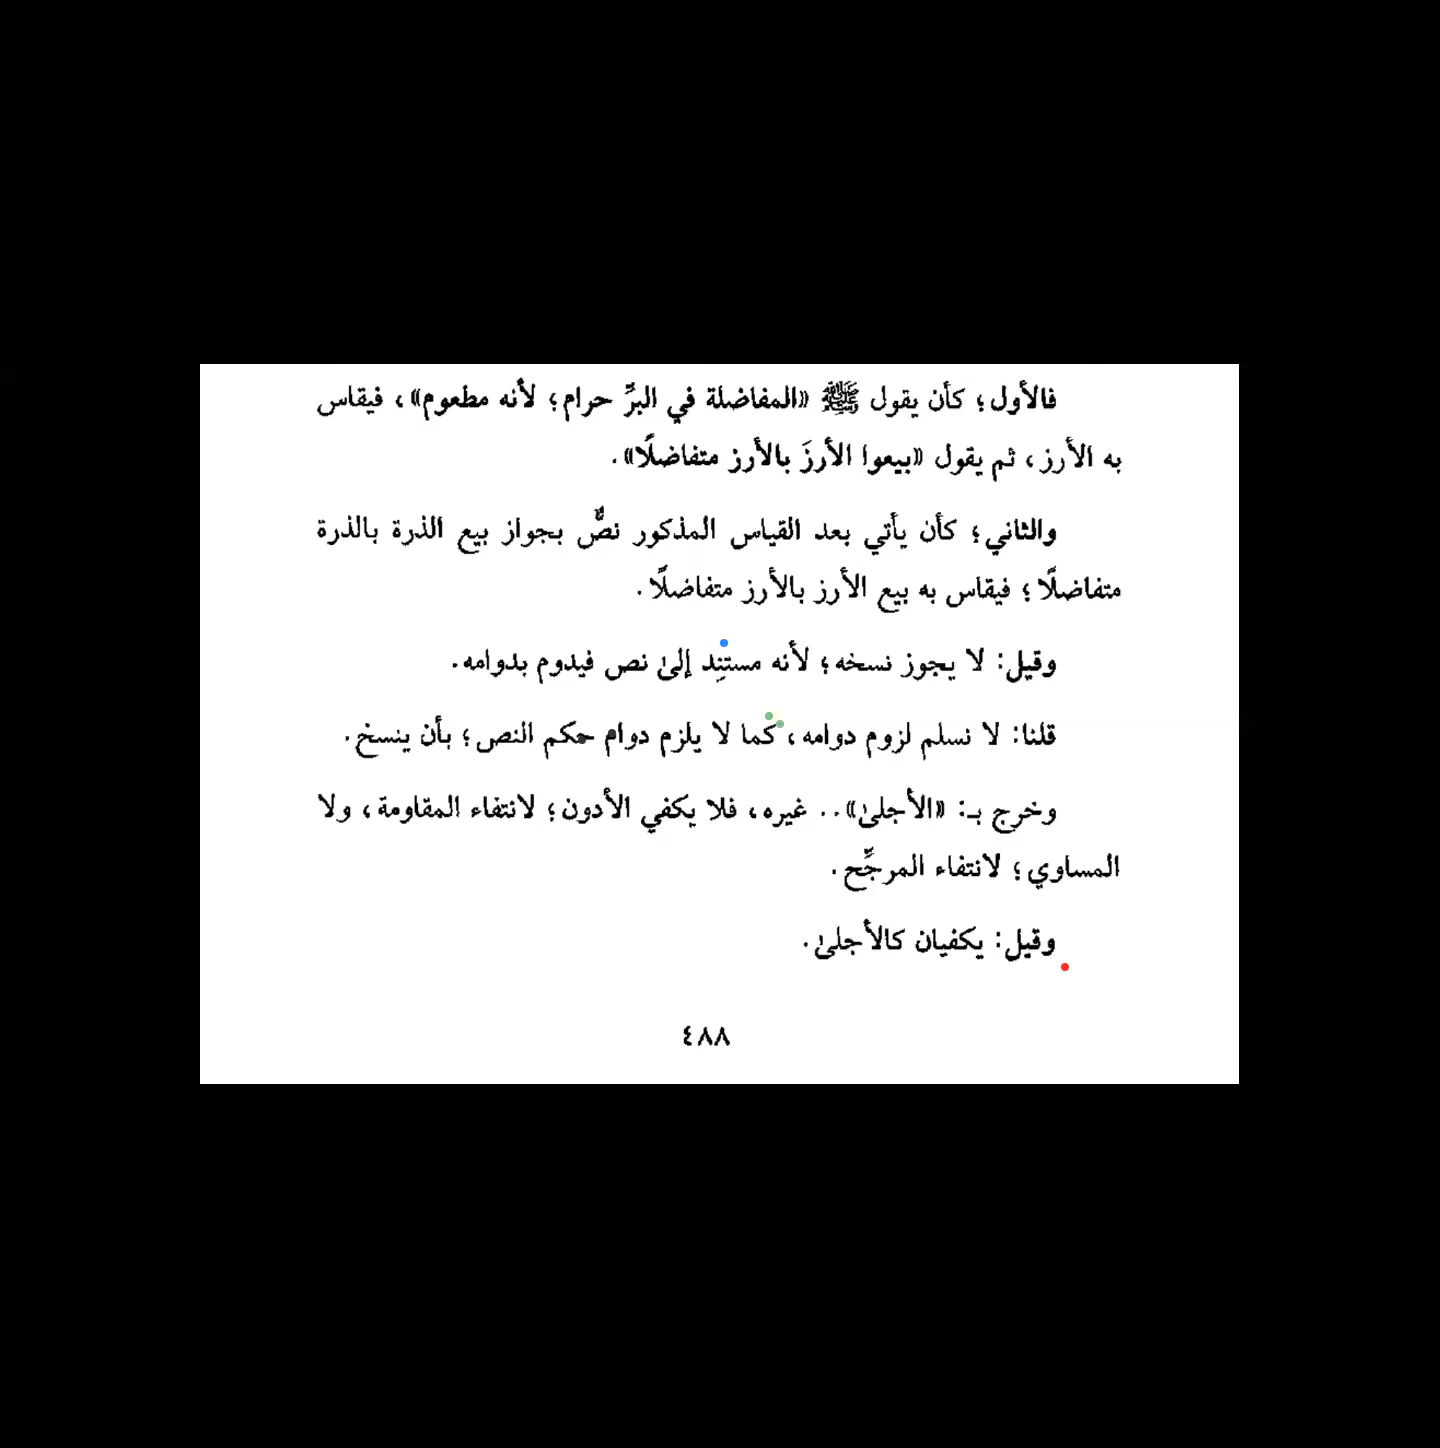 فالأول؛ كأن يقول ﷺ «المفاضلة في البرِّ حرام؛ لأنه مطعوم»، فيقاس
به الأرز، ثم يقول «بيعوا الأرزَ بالأرز متفاضلًا».
والثاني؛ كأن يأتي بعد القياس المذكور نصٌّ بجواز بيع الذرة بالذرة
متفاضلًا؛ فيقاس به بيع الأرز بالأرز متفاضلًا.
وقيل: لا يجوز نسخه؛ لأنه مستنِد إلىٰ نص فيدوم بدوامه.
قلنا: لا نسلم لزوم دوامه، كما لا يلزم دوام حكم النص؛ بأن ينسخ.
وخرج بـ: «الأجلىٰ».. غيره، فلا يكفي الأدون؛ لانتفاء المقاومة، ولا
المساوي؛ لانتفاء المرجِّح.
وقيل: يكفيان كالأجلىٰ.
٤٨٨